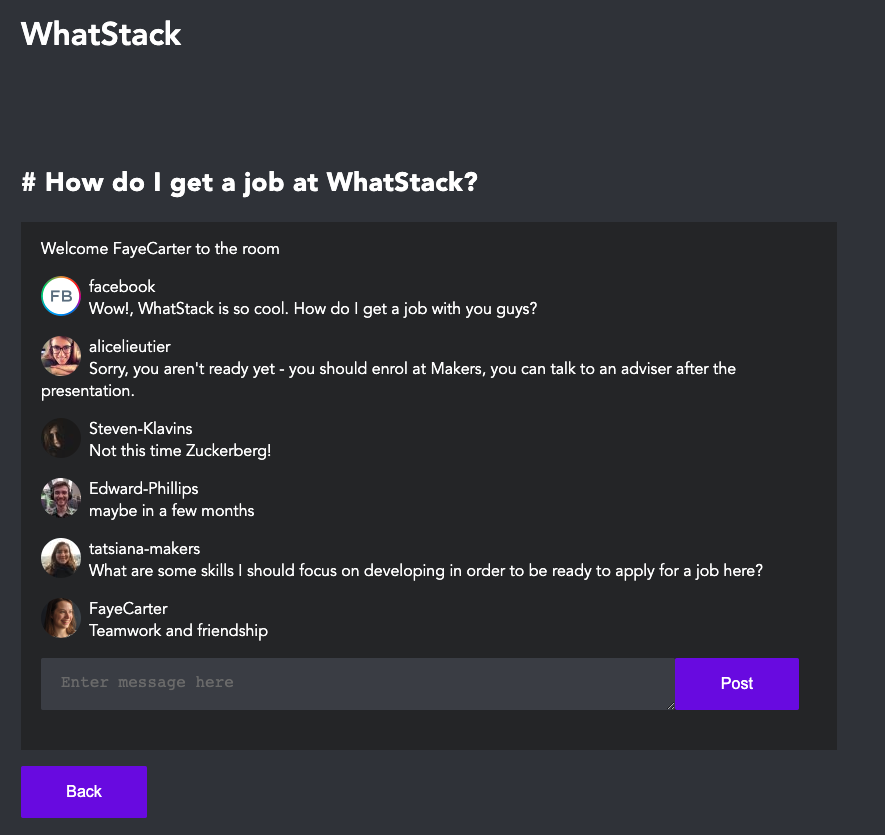 WhatStack
# How do I get a job at WhatStack?
Welcome FayeCarter to the room
FB
facebook
Wow!, WhatStack is so cool. How do I get a job with you guys?
alicelieutier
Sorry, you aren't ready yet - you should enrol at Makers, you can talk to an adviser after the
presentation.
Steven-Klavins
Not this time Zuckerberg!
Edward-Phillips
maybe in a few months
tatsiana-makers
What are some skills I should focus on developing in order to be ready to apply for a job here?
FayeCarter
Teamwork and friendship
Enter message here
Post
Back